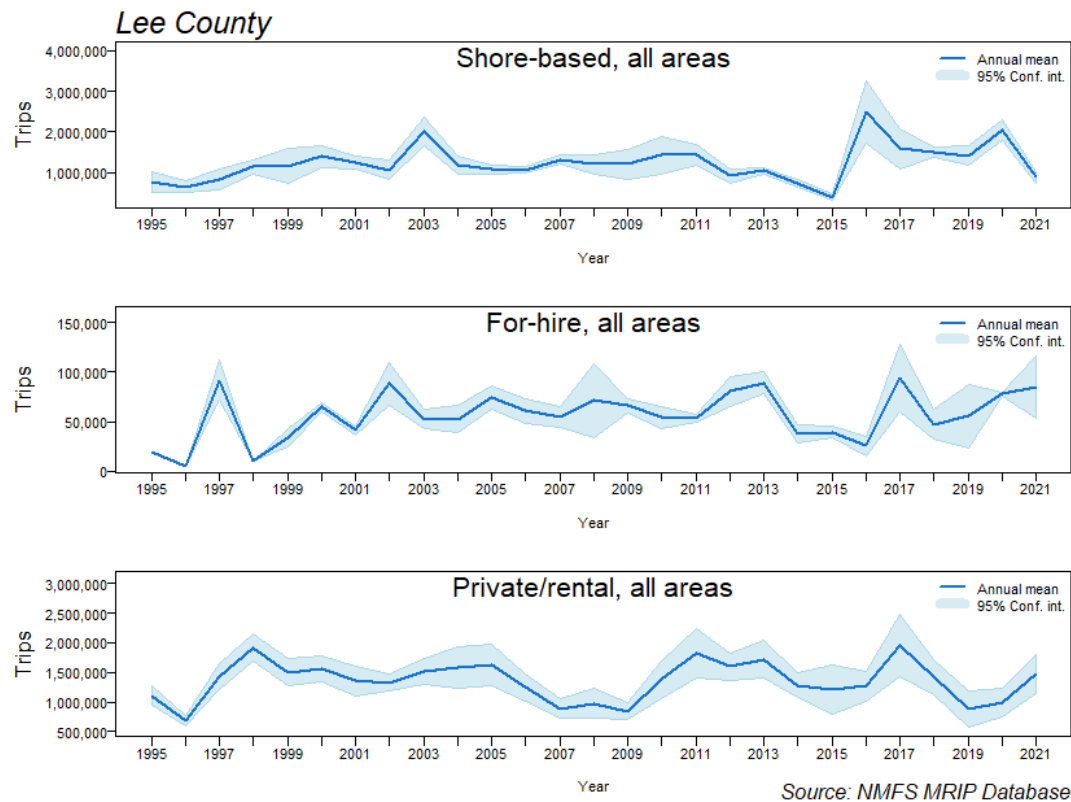 Lee County
Shore-based, all areas
Annual mean
95% Conf. int.
Trips
4,000,000
3,000,000
2,000,000
1,000,000
1995 1997 1999 2001 2003 2005 2007 2009 2011 2013 2015 2017 2019 2021
Year
For-hire, all areas
Annual mean
95% Conf. int.
Trips
150,000
100,000
50,000
0
1995 1997 1999 2001 2003 2005 2007 2009 2011 2013 2015 2017 2019 2021
Year
Private/rental, all areas
Annual mean
95% Conf. int.
Trips
3,000,000
2,500,000
2,000,000
1,500,000
1,000,000
500,000
1995 1997 1999 2001 2003 2005 2007 2009 2011 2013 2015 2017 2019 2021
Year
Source: NMFS MRIP Database